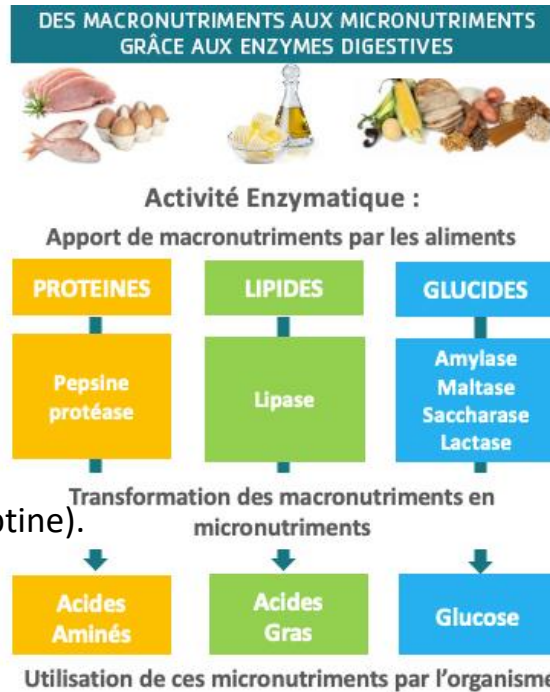 DES MACRONUTRIMENTS AUX MICRONUTRIMENTS
GRÂCE AUX ENZYMES DIGESTIVES
Activité Enzymatique :
Apport de macronutriments par les aliments
PROTEINES
LIPIDES
GLUCIDES
Pepsine
protéase
Lipase
Amylase
Maltase
Saccharase
Lactase
Transformation des macronutriments en
micronutriments
tine).
Acides
Aminés
Acides
Gras
Glucose
Utilisation de ces micronutriments par l'organisme